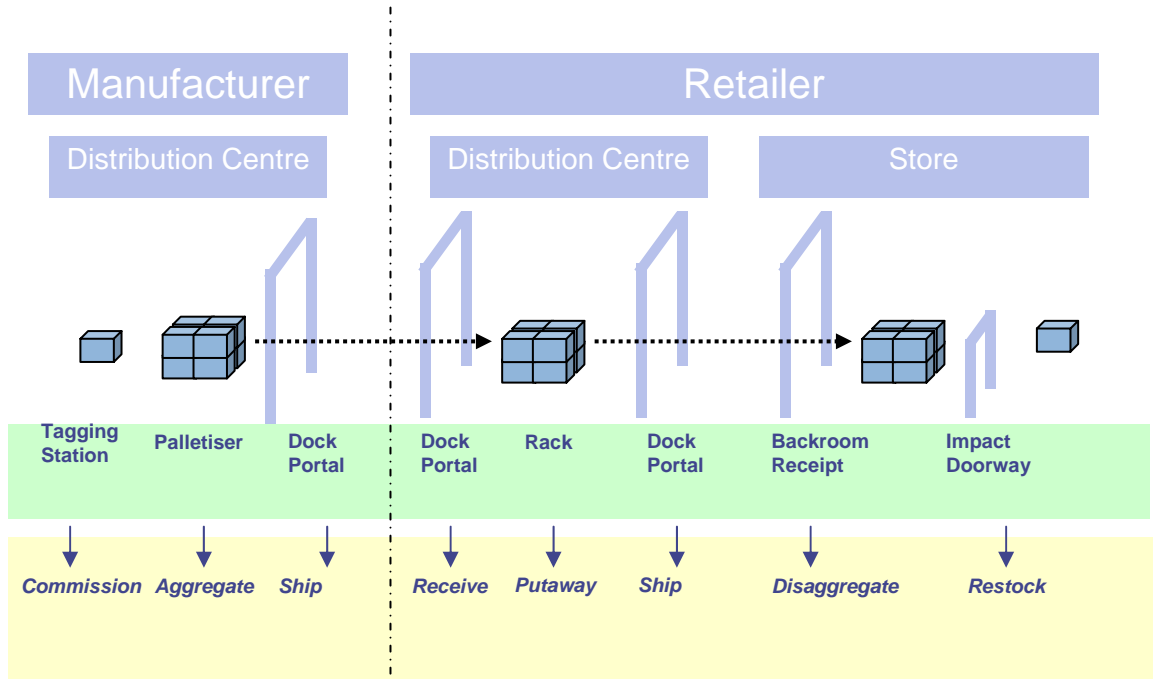 Manufacturer
Retailer
Distribution Centre
Distribution Centre
Store
Tagging
Station
Palletiser
Dock
Portal
Dock
Portal
Rack
Dock
Portal
Backroom
Receipt
Impact
Doorway
Commission
Aggregate
Ship
Receive
Putaway
Ship
Disaggregate
Restock